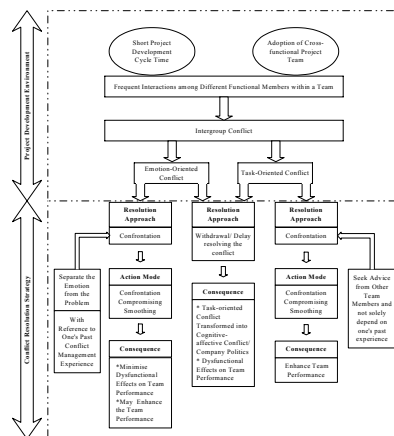 Project Development Environment
Short Project
Development
Cycle Time
Adoption of Cross-
functional Project
Team
Frequent Interactions among Different Functional Members within a Team
Intergroup Conflict
Emotion-Oriented
Conflict
Task-Oriented Conflict
Conflict Resolution Strategy
Resolution
Approach
Confrontation
Resolution
Approach
Withdrawal/ Delay
resolving the
conflict
Resolution
Approach
Confrontation
Separate the
Emotion
from the
Problem
With
Reference to
One's Past
Conflict
Management
Experience
Action Mode
Confrontation
Compromising
Smoothing
Consequence
*Minimise
Dysfunctional
Effects on Team
Performance
*May Enhance
the Team
Performance
Consequence
* Task-oriented
Conflict
Transformed into
Cognitive-
affective Conflict/
Company Politics
* Dysfunctional
Effects on Team
Performance
Action Mode
Confrontation
Compromising
Smoothing
Consequence
Enhance Team
Performance
Seek Advice
from Other
Team
Members and
not solely
depend on
one's past
experience